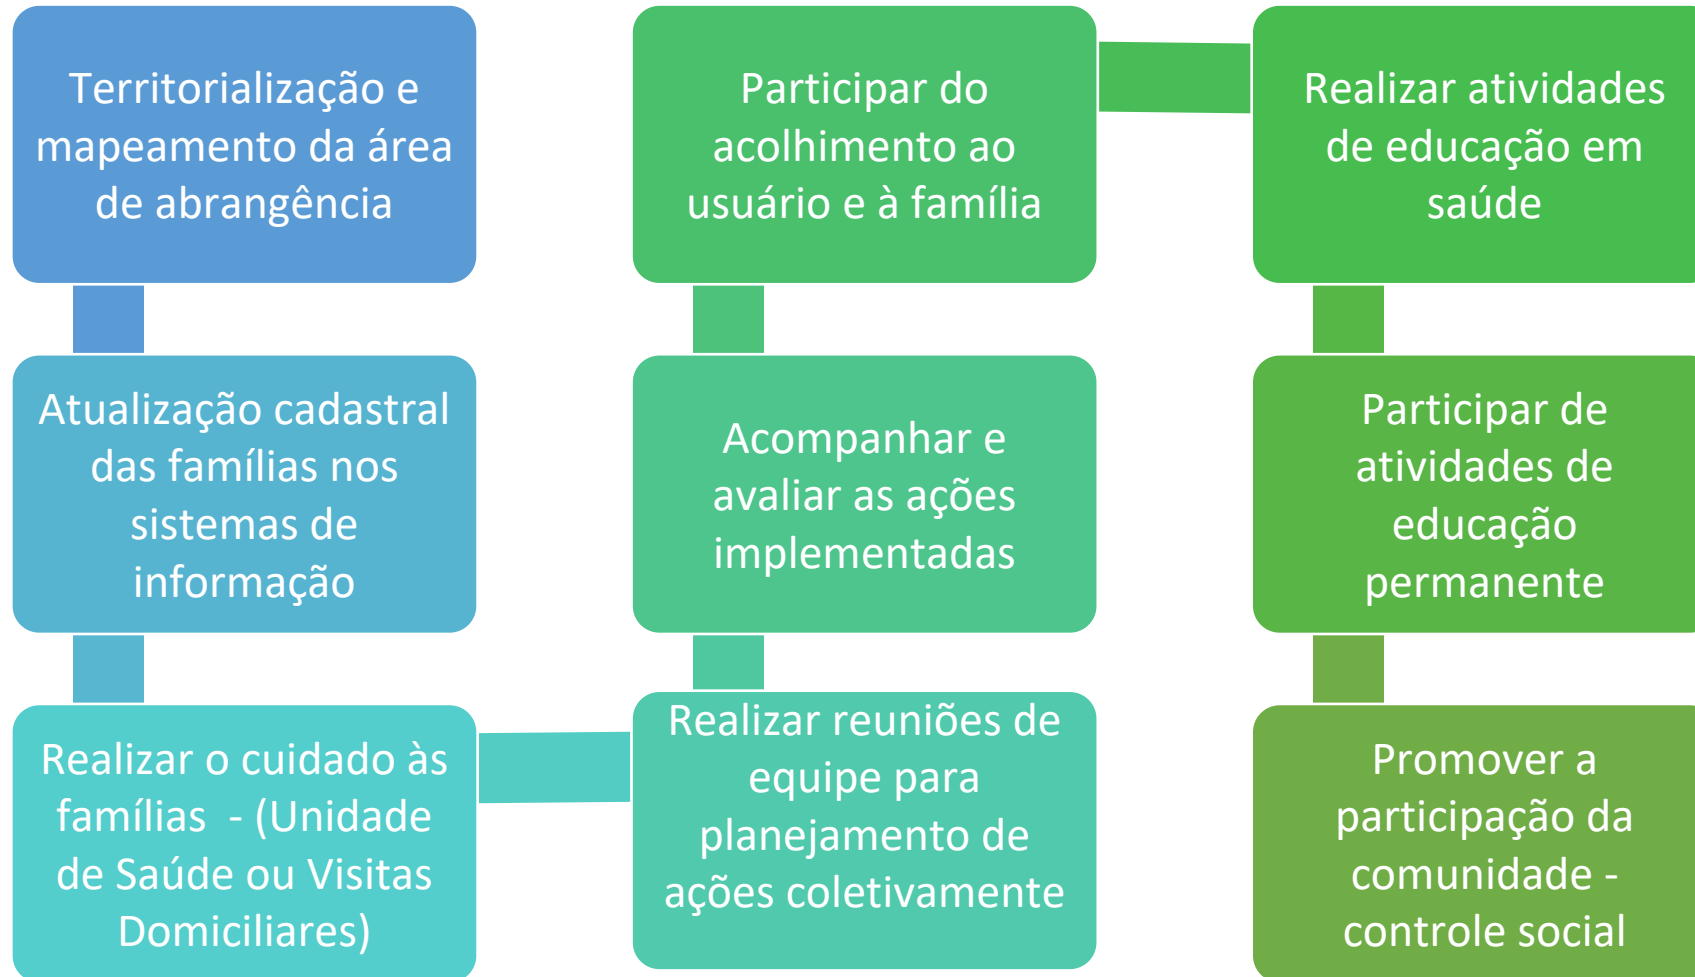 Territorialização e
mapeamento da área
de abrangência
Atualização cadastral
das famílias nos
sistemas de
informação
Realizar o cuidado às
famílias - (Unidade
de Saúde ou Visitas
Domiciliares)
Realizar reuniões de
equipe para
planejamento de
ações coletivamente
Acompanhar e
avaliar as ações
implementadas
Participar do
acolhimento ao
usuário e à família
Realizar atividades
de educação em
saúde
Participar de
atividades de
educação
permanente
Promover a
participação da
comunidade -
controle social